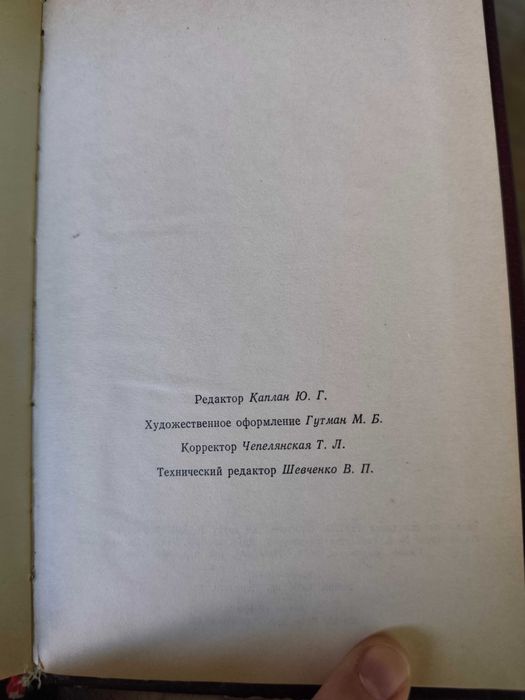 Редактор Каплан Ю. Г.
Художественное оформление Гутман М. Б.
Корректор Чепелянская Т. Л.
Технический редактор Шевченко В. П.